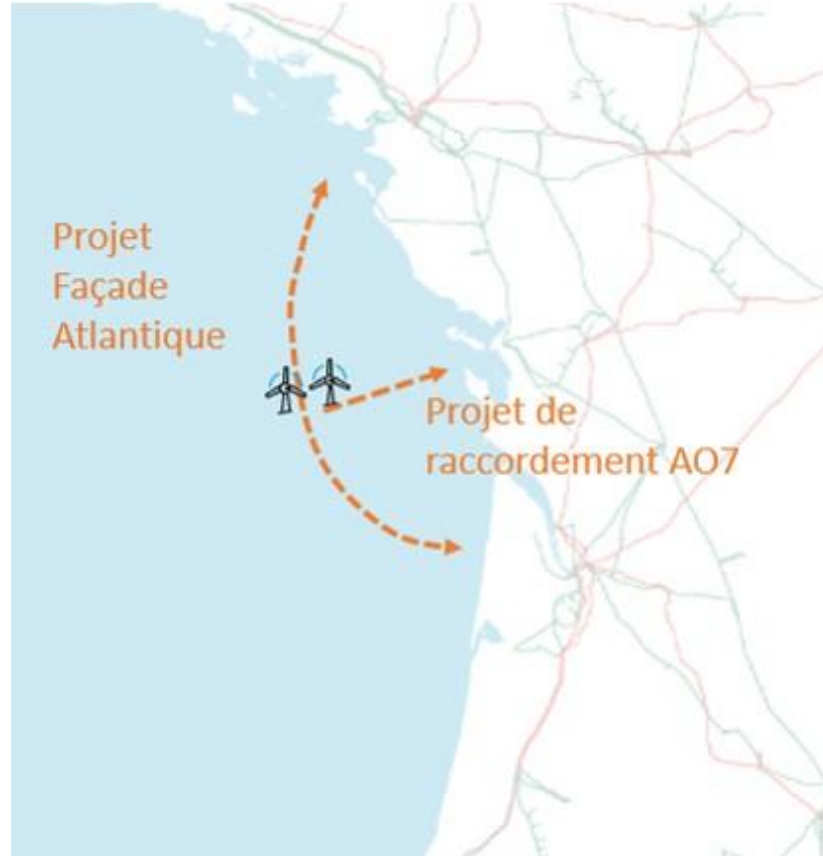 Projet
Façade
Atlantique
Projet de
raccordement AO7